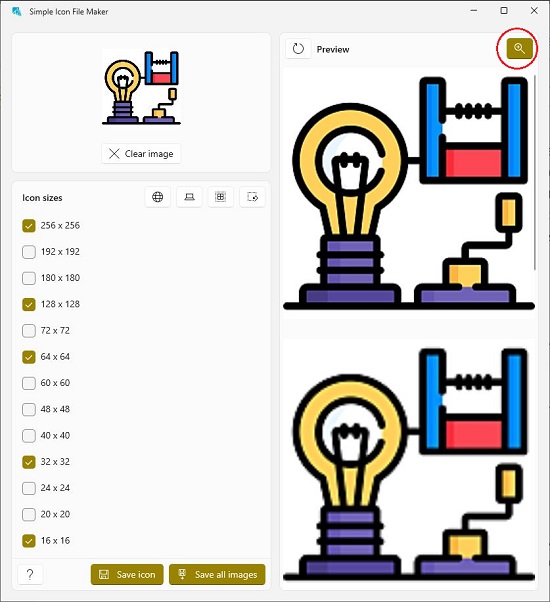 Simple Icon File Maker
Clear image
Icon sizes
256 x 256
192 x 192
180 x 180
128 x 128
72 x 72
64 x 64
60 x 60
48 x 48
40 x 40
32 x 32
24 x 24
20 x 20
16 x 16
?
Save icon
Save all images
Preview